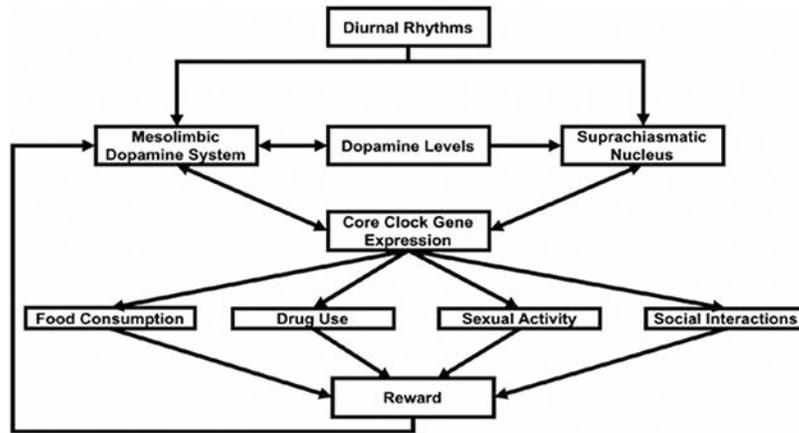 Diurnal Rhythms
Mesolimbic
Dopamine System
Dopamine Levels
Suprachiasmatic
Nucleus
Core Clock Gene
Expression
Food Consumption
Drug Use
Sexual Activity
Social Interactions
Reward